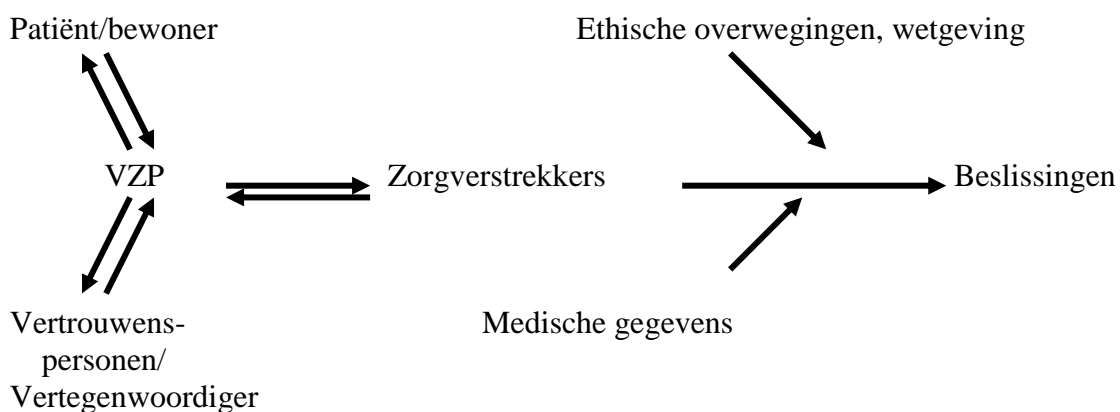 Patiënt/bewoner
Ethische overwegingen, wetgeving
VZP
Zorgverstrekkers
Beslissingen
Vertrouwens-
personen/
Vertegenwoordiger
Medische gegevens